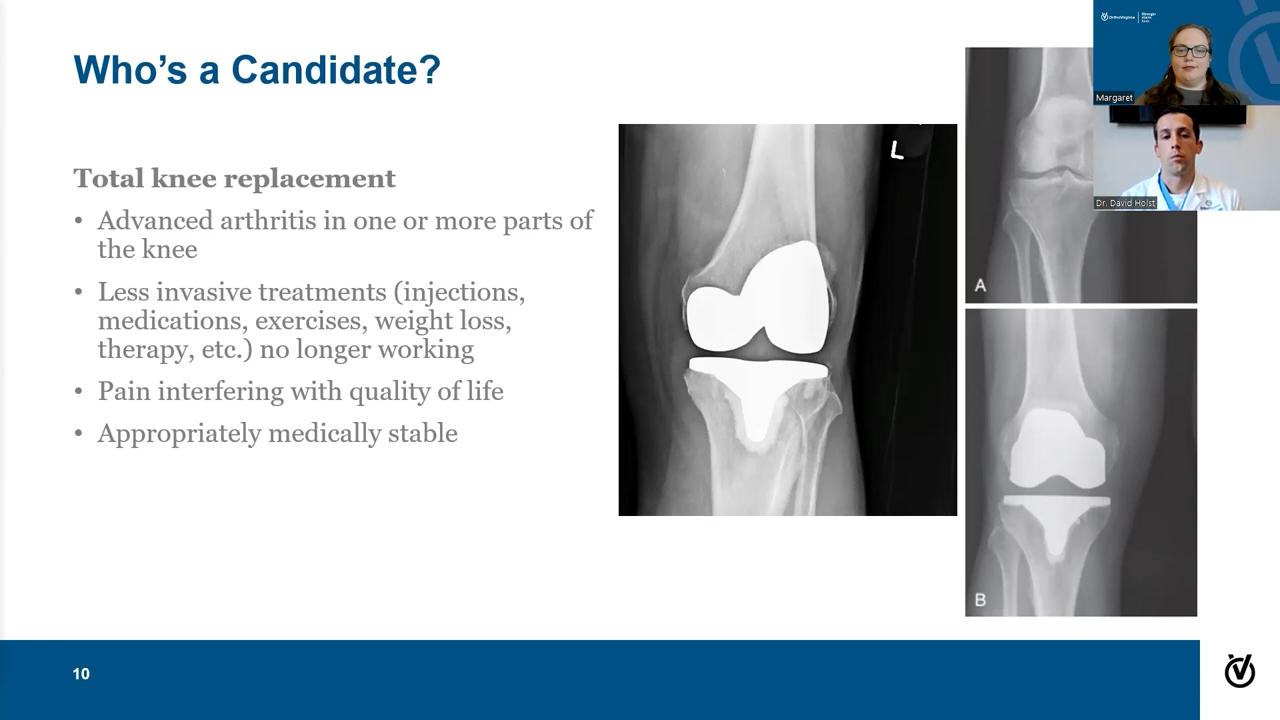 Who's a Candidate?
Total knee replacement
• Advanced arthritis in one or more parts of
the knee
• Less invasive treatments (injections,
medications, exercises, weight loss,
therapy, etc.) no longer working
• Pain interfering with quality of life
• Appropriately medically stable
L
A
B
OrthoVirginia
Margaret
Dr. David Holst
10